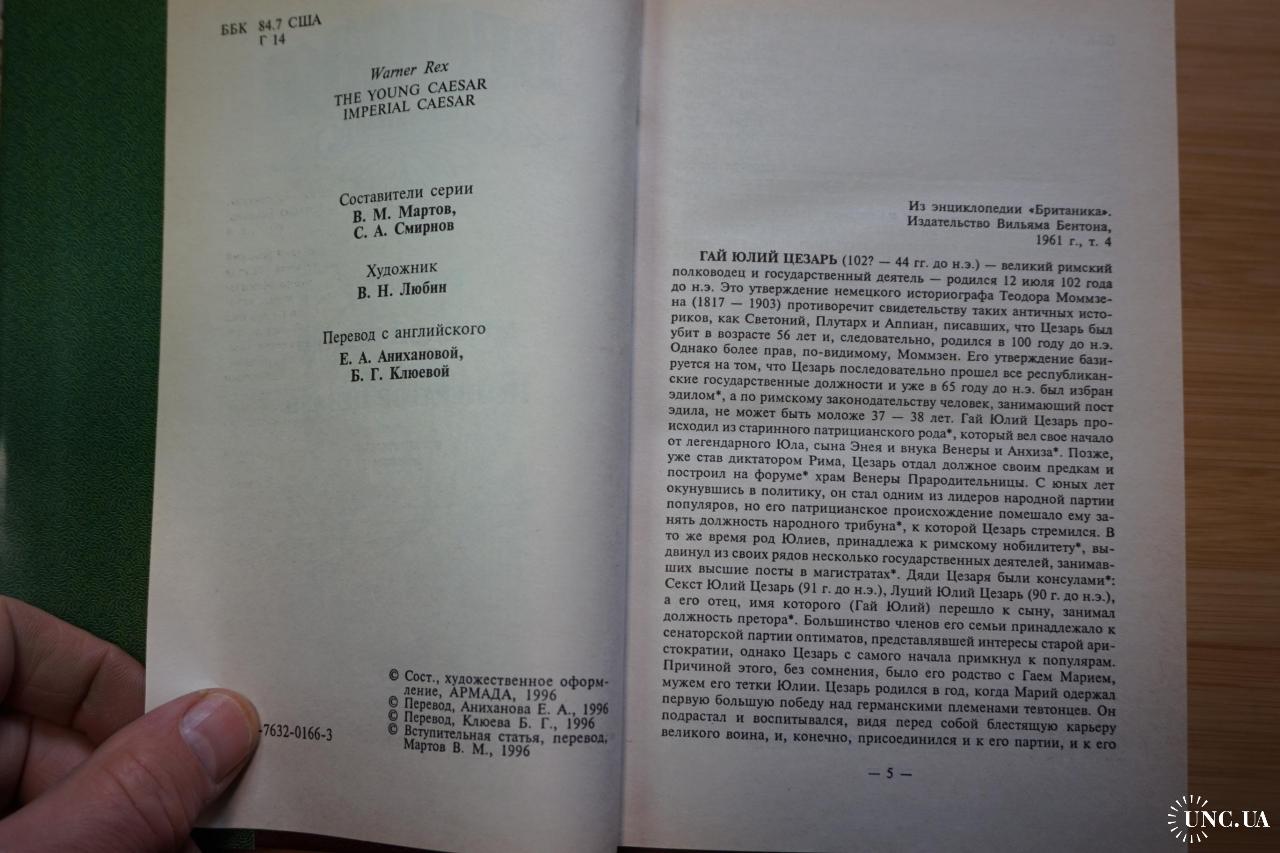 ББК 84.7 США
Г 14
Warner Rex
THE YOUNG CAESAR
IMPERIAL CAESAR
Составители серии
В. М. Мартов,
С. А. Смирнов
Художник
В. Н. Любин
Перевод с английского
Е. А. Анихановой,
Б. Г. Клюевой
-7632-0166-3
© Сост., художественное оформ-
ление, АРМАДА, 1996
© Перевод, Аниханова Е. А., 1996
© Перевод, Клюева Б. Г., 1996
© Вступительная статья, перевод,
Мартов В. М., 1996
Из энциклопедии «Британика».
Издательство Вильяма Бентона,
1961 г., т. 4
ГАЙ ЮЛИЙ ЦЕЗАРЬ (102? — 44 гг. до н.э.) — великий римский
полководец и государственный деятель — родился 12 июля 102 года
до н.э. Это утверждение немецкого историографа Теодора Моммзе-
на (1817 — 1903) противоречит свидетельству таких античных исто-
риков, как Светоний, Плутарх и Аппиан, писавших, что Цезарь был
убит в возрасте 56 лет и, следовательно, родился в 100 году до н.э.
Однако более прав, по-видимому, Моммзен. Его утверждение бази-
руется на том, что Цезарь последовательно прошел все республикан-
ские государственные должности и уже в 65 году до н.э. был избран
эдилом*, а по римскому законодательству человек, занимающий пост
эдила, не может быть моложе 37 — 38 лет. Гай Юлий Цезарь про-
исходил из старинного патрицианского рода*, который вел свое начало
от легендарного Юла, сына Энея и внука Венеры и Анхиза*. Позже,
уже став диктатором Рима, Цезарь отдал должное своим предкам и
построил на форуме* храм Венеры Прародительницы. С юных лет
окунувшись в политику, он стал одним из лидеров народной партии
популяров, но его патрицианское происхождение помешало ему за-
нять должность народного трибуна*, к которой Цезарь стремился. В
то же время род Юлиев, принадлежа к римскому нобилитету*, вы-
двинул из своих рядов несколько государственных деятелей, занимав-
ших высшие посты в магистратах*. Дяди Цезаря были консулами*:
Секст Юлий Цезарь (91 г. до н.э.), Луций Юлий Цезарь (90 г. до н.э.),
а его отец, имя которого (Гай Юлий) перешло к сыну, занимал
должность претора*. Большинство членов его семьи принадлежало к
сенаторской партии оптиматов, представлявшей интересы старой ари-
стократии, однако Цезарь с самого начала примкнул к популярам.
Причиной этого, без сомнения, было его родство с Гаем Марием,
мужем его тетки Юлии. Цезарь родился в год, когда Марий одержал
первую большую победу над германскими племенами тевтонцев. Он
подрастал и воспитывался, видя перед собой блестящую карьеру
великого воина, и, конечно, присоединился и к его партии, и к его
— 5 —
UNC.UA